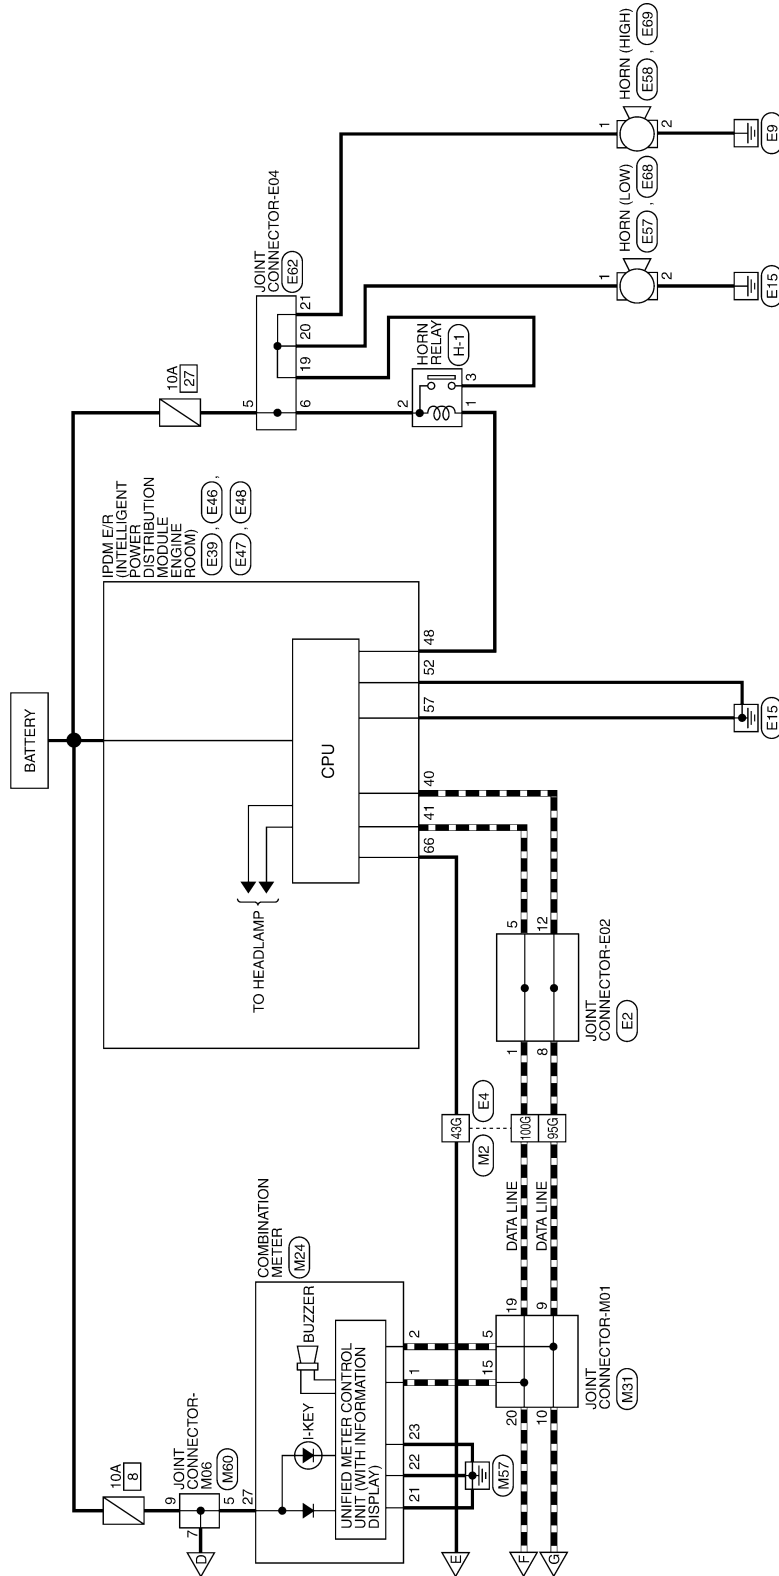 BATTERY
10A
8
JOINT
CONNECTOR-
M06
M60
9
7
5
D
27
COMBINATION
METER
M24
BUZZER
I-KEY
UNIFIED METER CONTROL
UNIT (WITH INFORMATION
DISPLAY)
21
22
23
1
2
M57
E
F
G
15
5
20
10
19
9
JOINT
CONNECTOR-M01
M31
DATA LINE
DATA LINE
43G
100G
95G
M2
E4
1
8
5
12
JOINT
CONNECTOR-E02
E2
TO HEADLAMP
CPU
66
41
40
57
52
48
E15
IPDM E/R
(INTELLIGENT
POWER
DISTRIBUTION
MODULE
ENGINE
ROOM)
E39 , E46 ,
E47 , E48
10A
27
5
6
19
20
21
JOINT
CONNECTOR-E04
E62
2
1
3
HORN
RELAY
H-1
1
2
HORN (LOW)
E57 , E68
E15
1
2
HORN (HIGH)
E58 , E69
E9